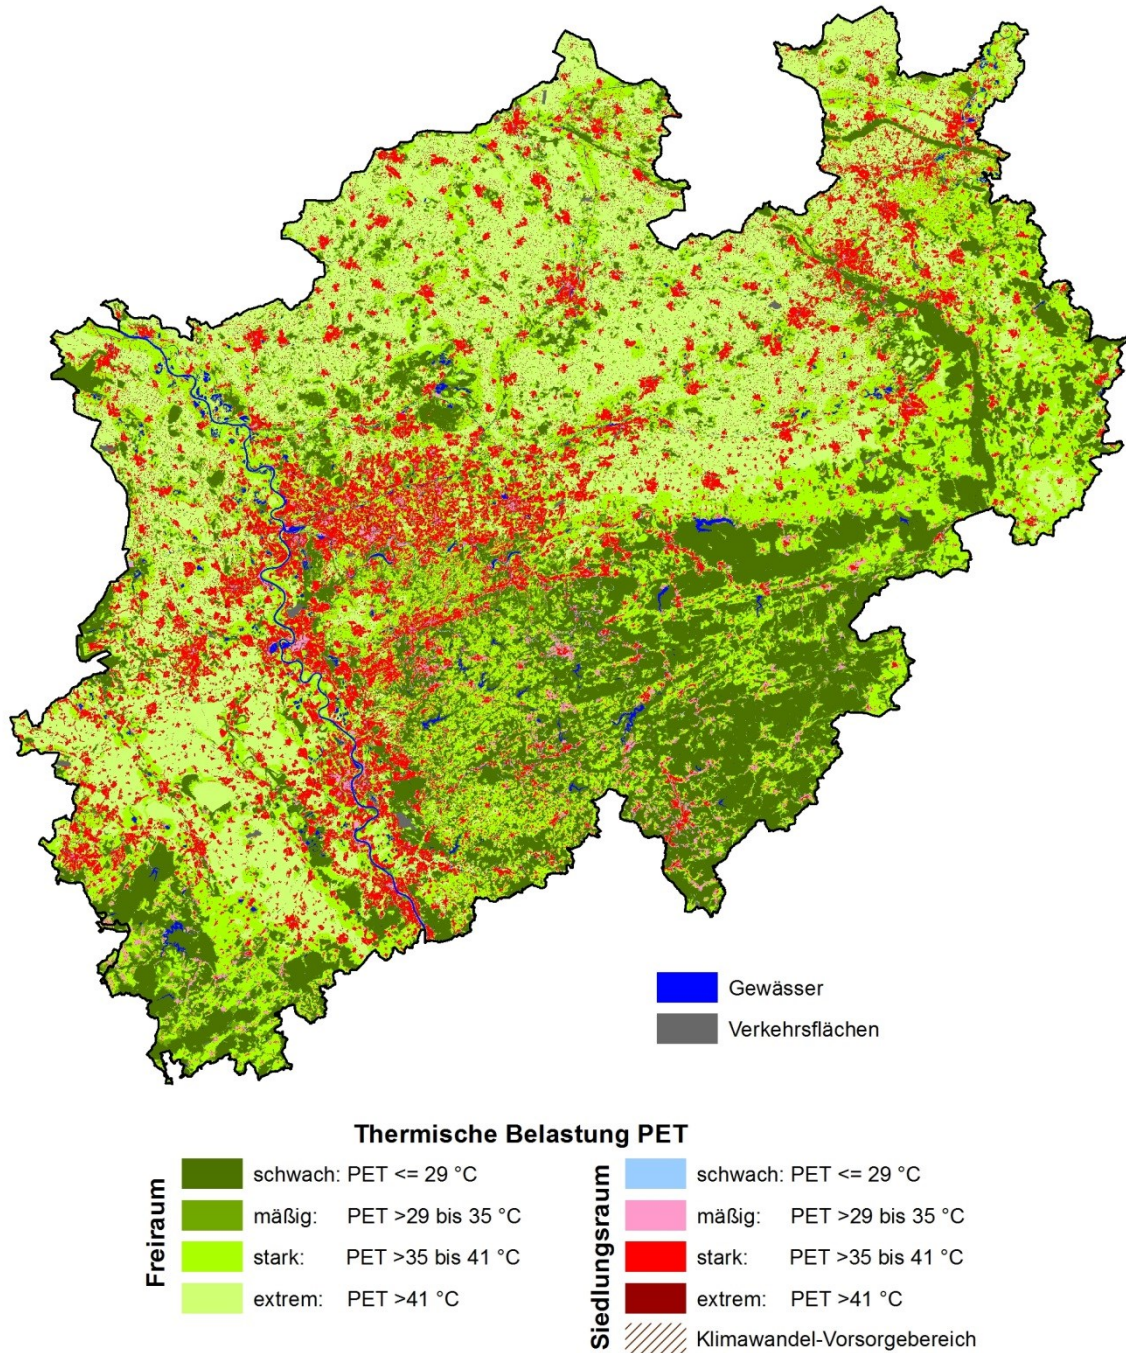 Gewässer
Verkehrsflächen
Thermische Belastung PET
Freiraum
schwach: PET <= 29 °C
mäßig: PET >29 bis 35 °C
stark: PET >35 bis 41 °C
extrem: PET >41 °C
Siedlungsraum
schwach: PET <= 29 °C
mäßig: PET >29 bis 35 °C
stark: PET >35 bis 41 °C
extrem: PET >41 °C
Klimawandel-Vorsorgebereich